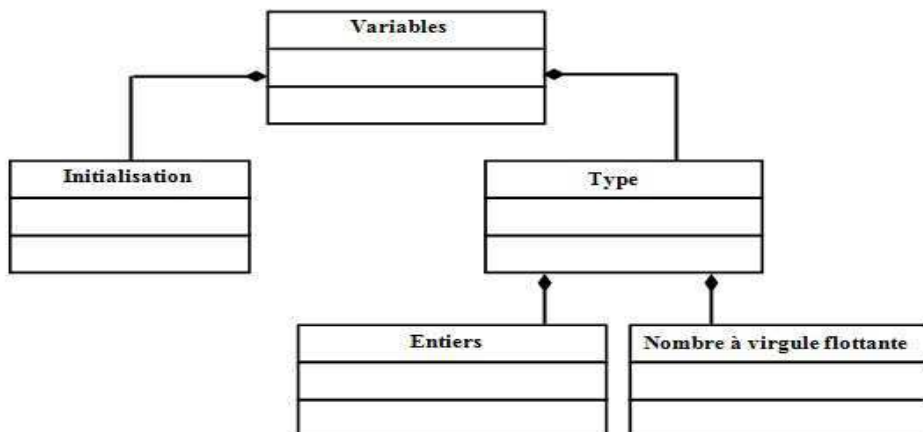 Variables
Initialisation
Type
Entiers
Nombre à virgule flottante